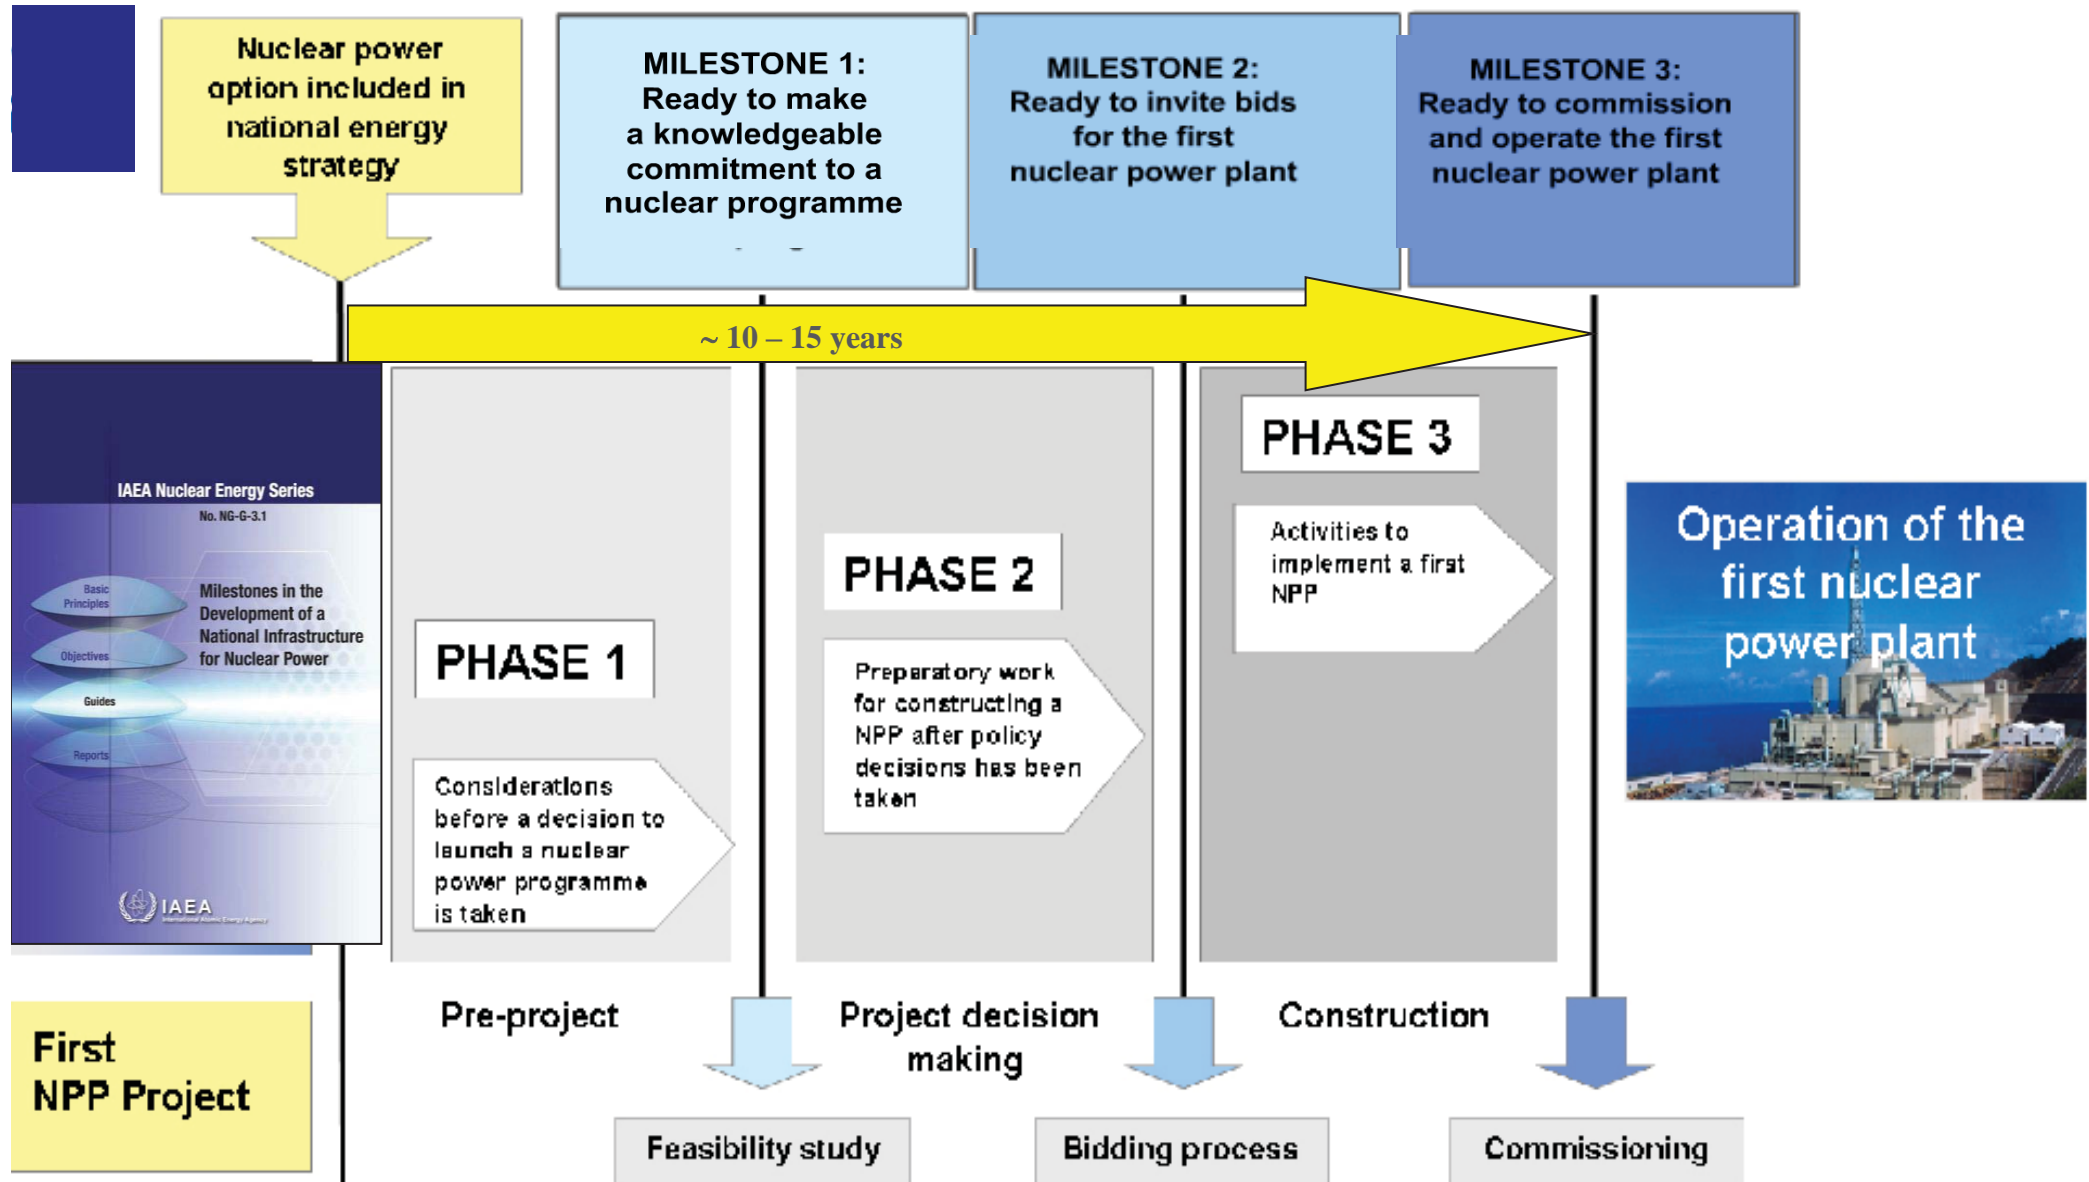 Nuclear power
option included in
national energy
strategy
MILESTONE 1:
Ready to make
a knowledgeable
commitment to a
nuclear programme
MILESTONE 2:
Ready to invite bids
for the first
nuclear power plant
MILESTONE 3:
Ready to commission
and operate the first
nuclear power plant
~ 10 – 15 years
IAEA Nuclear Energy Series
No. NG-G-3.1
Basic
Principles
Milestones in the
Development of a
National Infrastructure
for Nuclear Power
Objectives
Guides
Reports
IAEA
International Atomic Energy Agency
PHASE 1
Considerations
before a decision to
launch a nuclear
power programme
is taken
PHASE 2
Preparatory work
for constructing a
NPP after policy
decisions has been
taken
PHASE 3
Activities to
implement a first
NPP
Operation of the
first nuclear
power plant
First
NPP Project
Pre-project
Project decision
making
Construction
Feasibility study
Bidding process
Commissioning